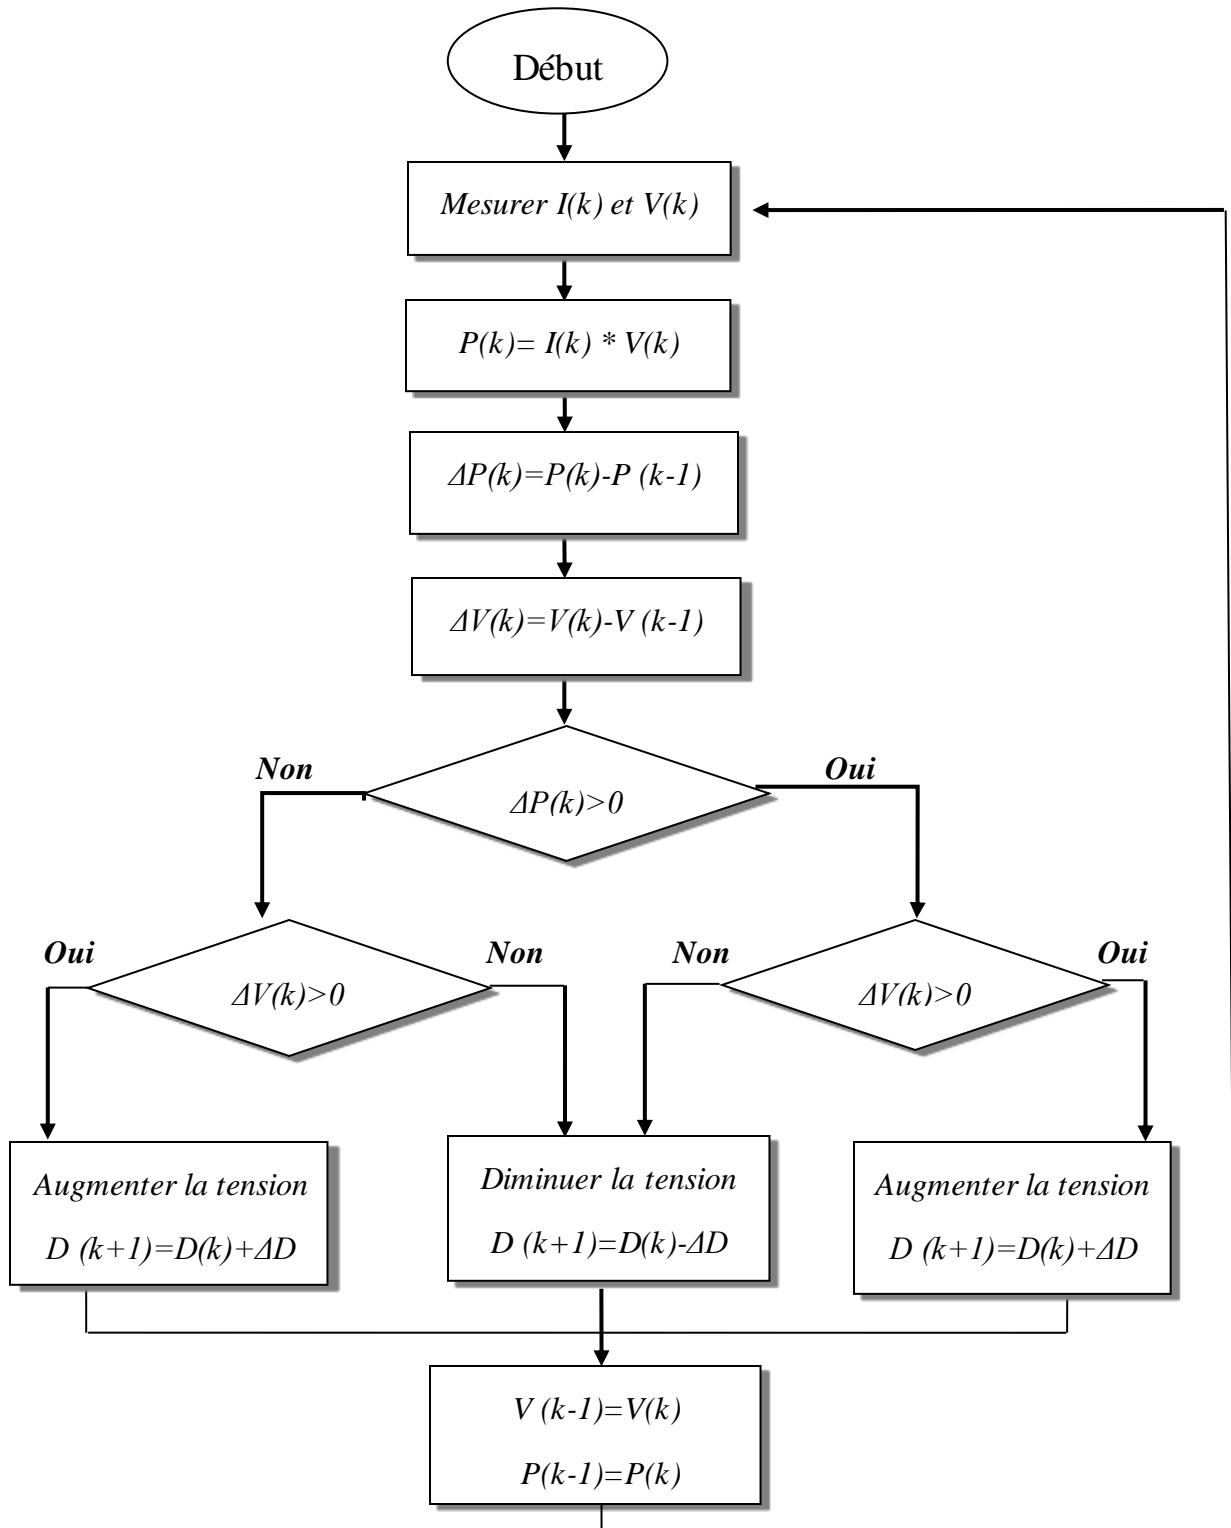 Début
Mesurer I(k) et V(k)
P(k)= I(k) * V(k)
ΔP(k)=P(k)-P (k-1)
ΔV(k)=V(k)-V (k-1)
Non
Oui
ΔP(k)>0
Oui
Non
Non
Oui
ΔV(k)>0
ΔV(k)>0
Augmenter la tension
D (k+1)=D(k)+ΔD
Diminuer la tension
D (k+1)=D(k)-ΔD
Augmenter la tension
D (k+1)=D(k)+ΔD
V (k-1)=V(k)
P(k-1)=P(k)